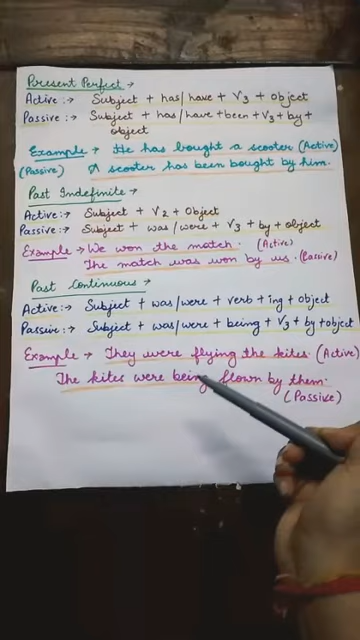 Present Perfect →
Active :→ Subject + has/have + V3 + object
Passive :→ Subject + has/have + been + V3 + by +
object
Example :→ He has bought a scooter (Active)
(Passive) A scooter has been bought by him.
Past Indefinite →
Active :→ Subject + V2 + Object
Passive :→ Subject + was/were + V3 + by + object
Example → We won the match. (Active)
The match was won by us. (Passive)
Past Continuous →
Active :→ Subject + was/were + verb + ing + object
Passive :→ Subject + was/were + being + V3 + by + object
Example → They were flying the kites. (Active)
The kites were being flown by them.
(Passive)